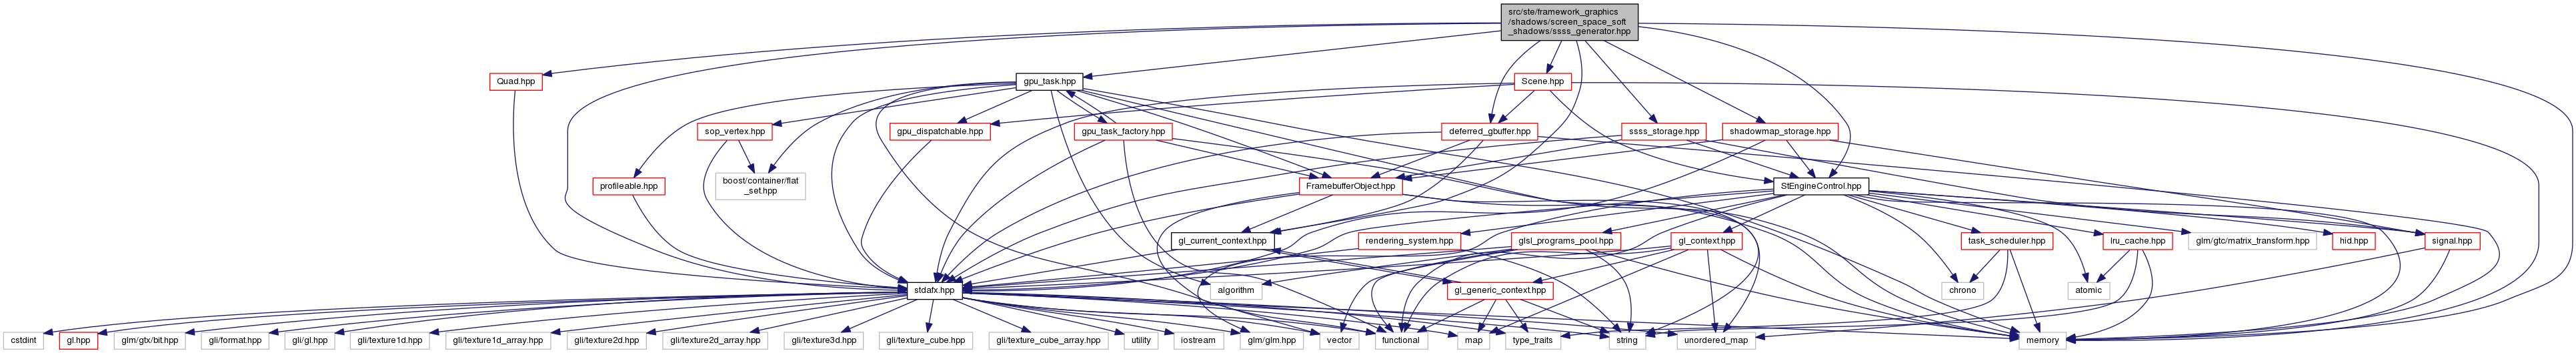 src/ste/framework_graphics
/shadows/screen_space_soft
_shadows/ssss_generator.hpp
Quad.hpp
gpu_task.hpp
Scene.hpp
sop_vertex.hpp
gpu_dispatchable.hpp
gpu_task_factory.hpp
deferred_gbuffer.hpp
ssss_storage.hpp
shadowmap_storage.hpp
profileable.hpp
boost/container/flat
_set.hpp
FramebufferObject.hpp
StEngineControl.hpp
gl_current_context.hpp
rendering_system.hpp
glsl_programs_pool.hpp
gl_context.hpp
task_scheduler.hpp
lru_cache.hpp
glm/gtc/matrix_transform.hpp
hid.hpp
signal.hpp
stdafx.hpp
algorithm
gl_generic_context.hpp
chrono
atomic
cstdint
gl.hpp
glm/gtx/bit.hpp
gli/format.hpp
gli/gl.hpp
gli/texture1d.hpp
gli/texture1d_array.hpp
gli/texture2d.hpp
gli/texture2d_array.hpp
gli/texture3d.hpp
gli/texture_cube.hpp
gli/texture_cube_array.hpp
utility
iostream
glm/glm.hpp
vector
functional
map
type_traits
string
unordered_map
memory